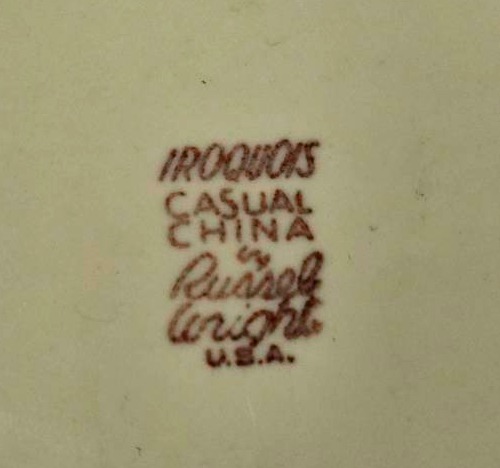 IROQUOIS
CASUAL
CHINA
by
Russel
Wright
U.S.A.